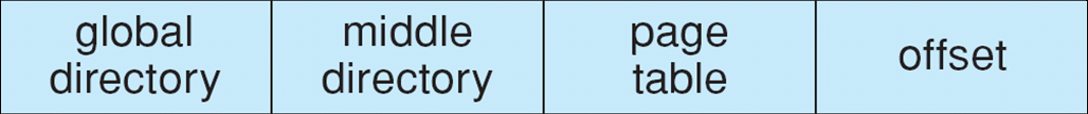 global
directory
middle
directory
page
table
offset